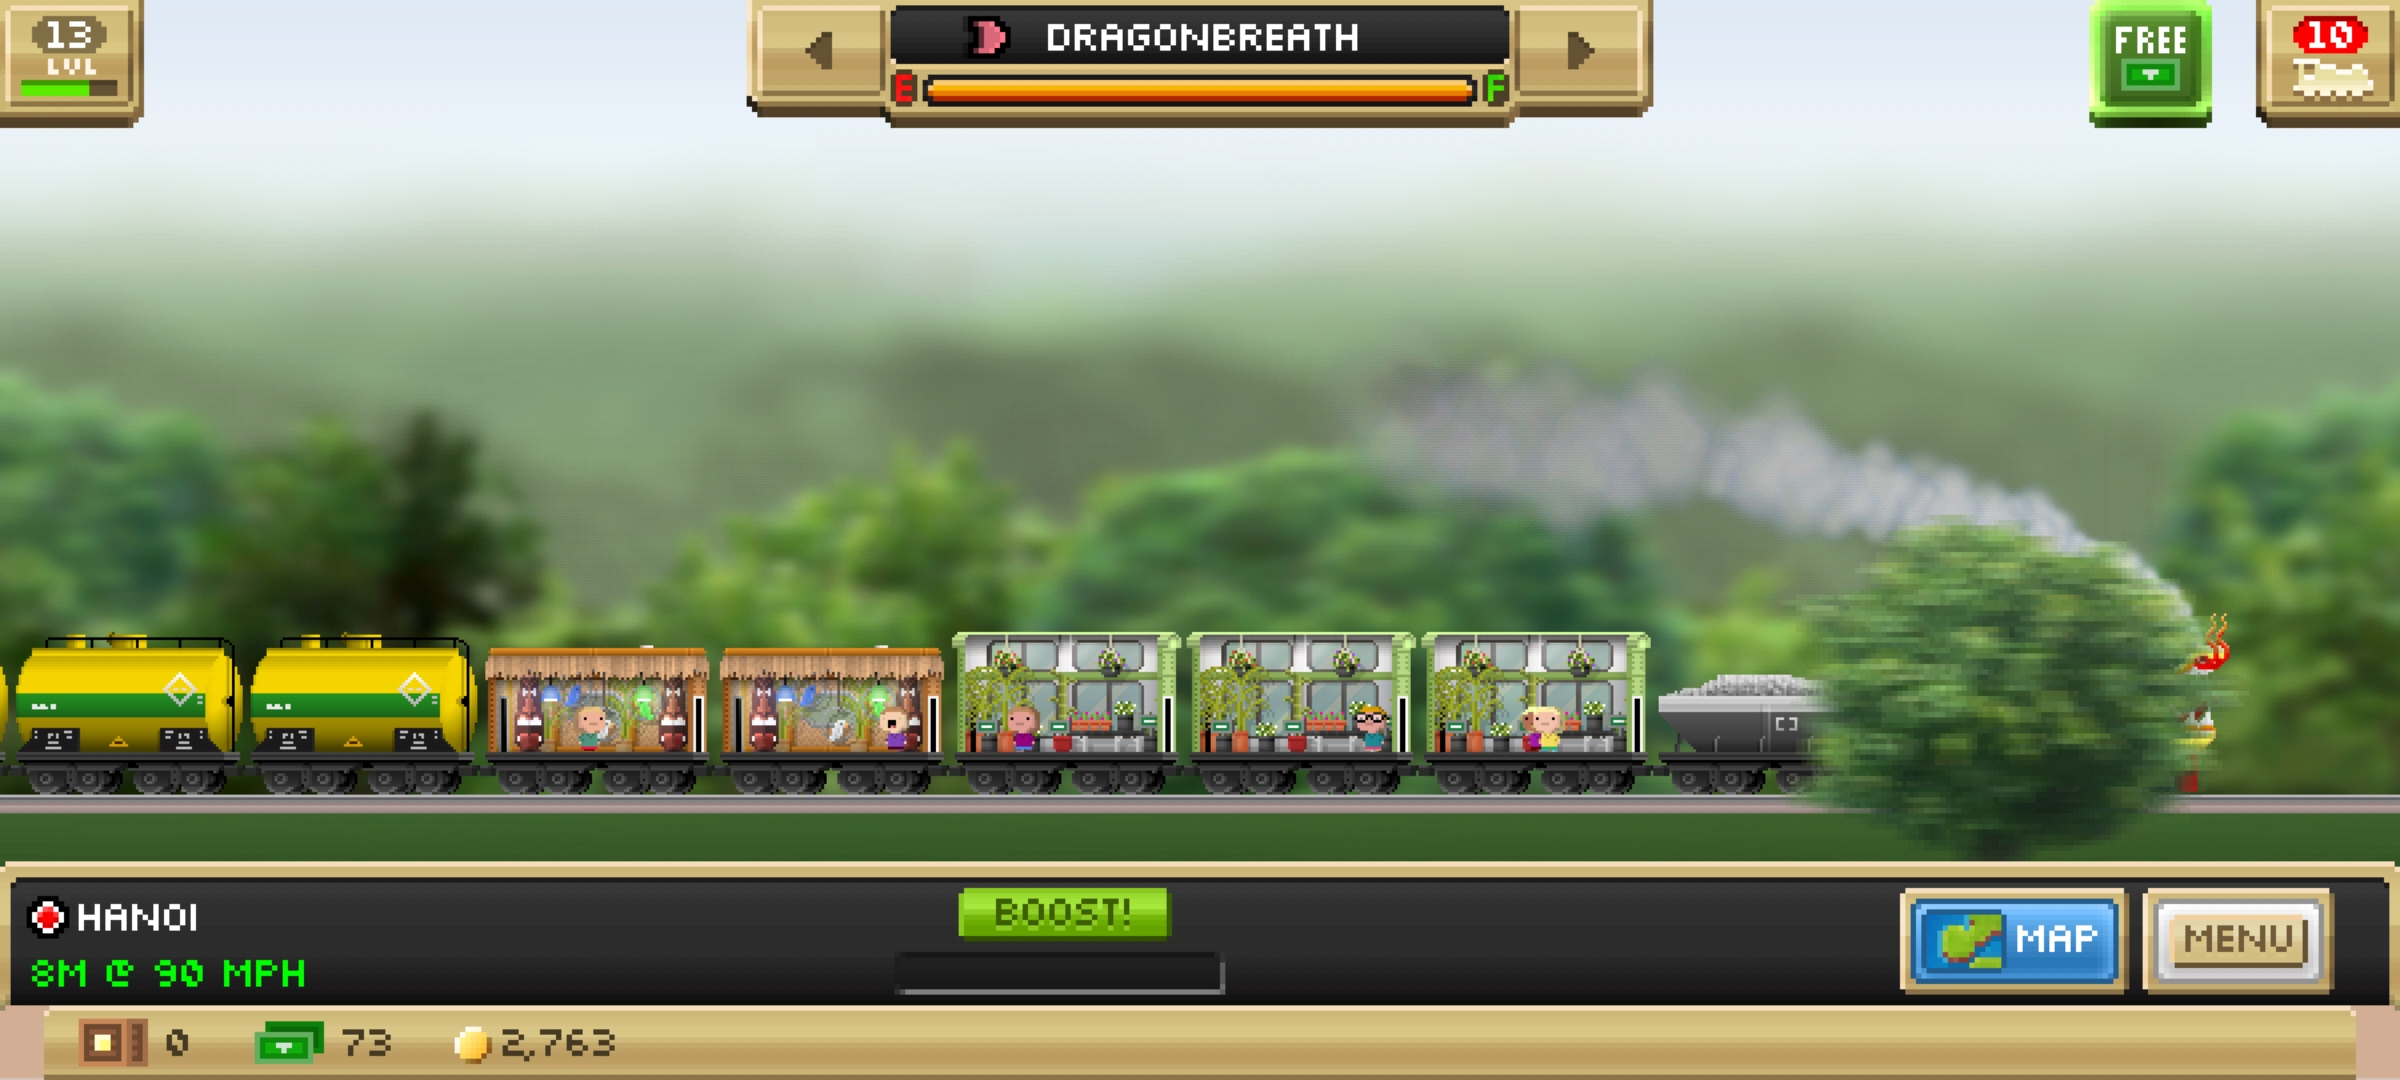 13
LVL
DRAGONBREATH
E F
FREE
10
HANOI
8M @ 90 MPH
BOOST!
MAP
MENU
0
73
2,763